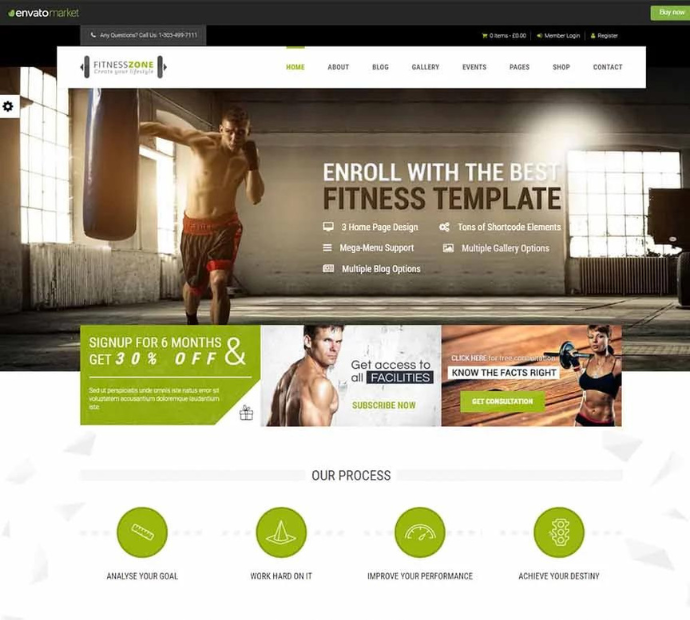 envatomarket
Buy now
Any Questions? Call Us: 1-303-499-7111
0 items - £0.00
Member Login
Register
FITNESSZONE
Create your lifestyle
HOME
ABOUT
BLOG
GALLERY
EVENTS
PAGES
SHOP
CONTACT
ENROLL WITH THE BEST
FITNESS TEMPLATE
3 Home Page Design
Tons of Shortcode Elements
Mega-Menu Support
Multiple Gallery Options
Multiple Blog Options
SIGNUP FOR 6 MONTHS
GET 30% OFF &
Sed ut perspiciatis unde omnis iste natus error sit
voluptatem accusantium doloremque laudantium
iste.
Get access to
all FACILITIES
SUBSCRIBE NOW
CLICK HERE for free consultation
KNOW THE FACTS RIGHT
GET CONSULTATION
OUR PROCESS
ANALYSE YOUR GOAL
WORK HARD ON IT
IMPROVE YOUR PERFORMANCE
ACHIEVE YOUR DESTINY